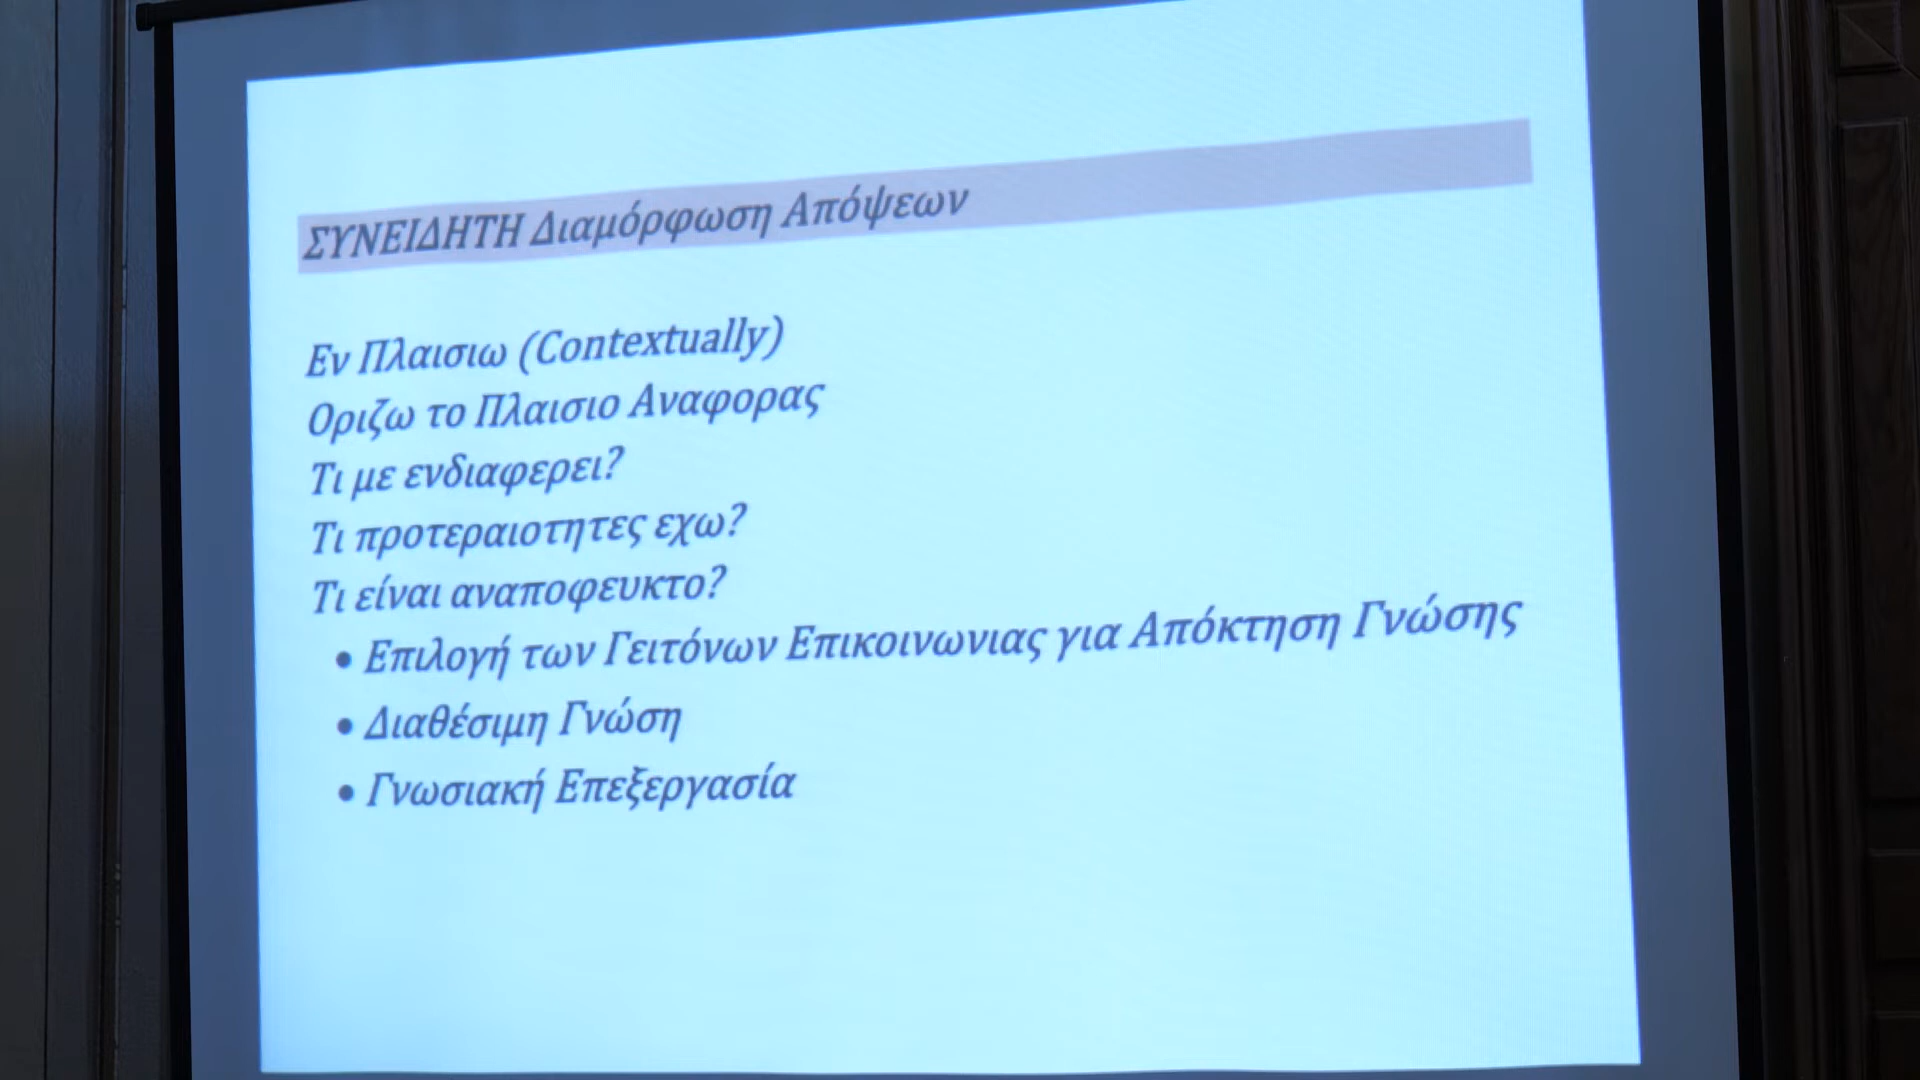 ΣΥΝΕΙΔΗΤΗ Διαμόρφωση Απόψεων
Εν Πλαισιω (Contextually)
Οριζω το Πλαισιο Αναφορας
Τι με ενδιαφερει?
Τι προτεραιοτητες εχω?
Τι είναι αναποφευκτο?
• Επιλογή των Γειτόνων Επικοινωνιας για Απόκτηση Γνώσης
• Διαθέσιμη Γνώση
• Γνωσιακή Επεξεργασία